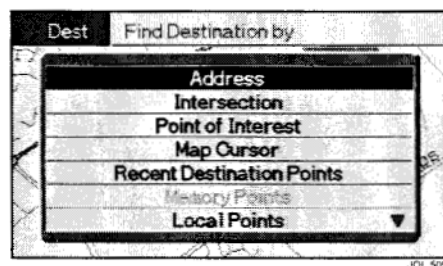 Dest Find Destination by
Address
Intersection
Point of Interest
Map Cursor
Recent Destination Points
Memory Points
Local Points